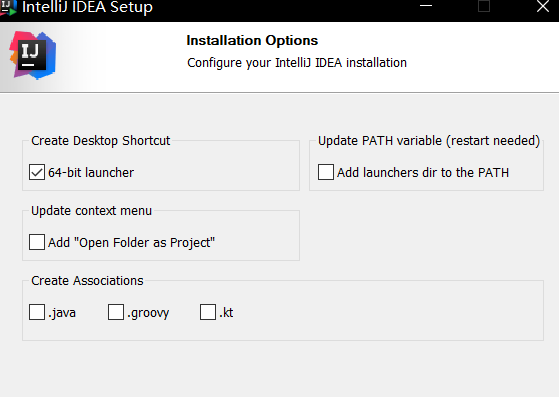 IntelliJ IDEA Setup
IJ
Installation Options
Configure your IntelliJ IDEA installation
Create Desktop Shortcut
64-bit launcher
Update PATH variable (restart needed)
Add launchers dir to the PATH
Update context menu
Add "Open Folder as Project"
Create Associations
.java .groovy .kt